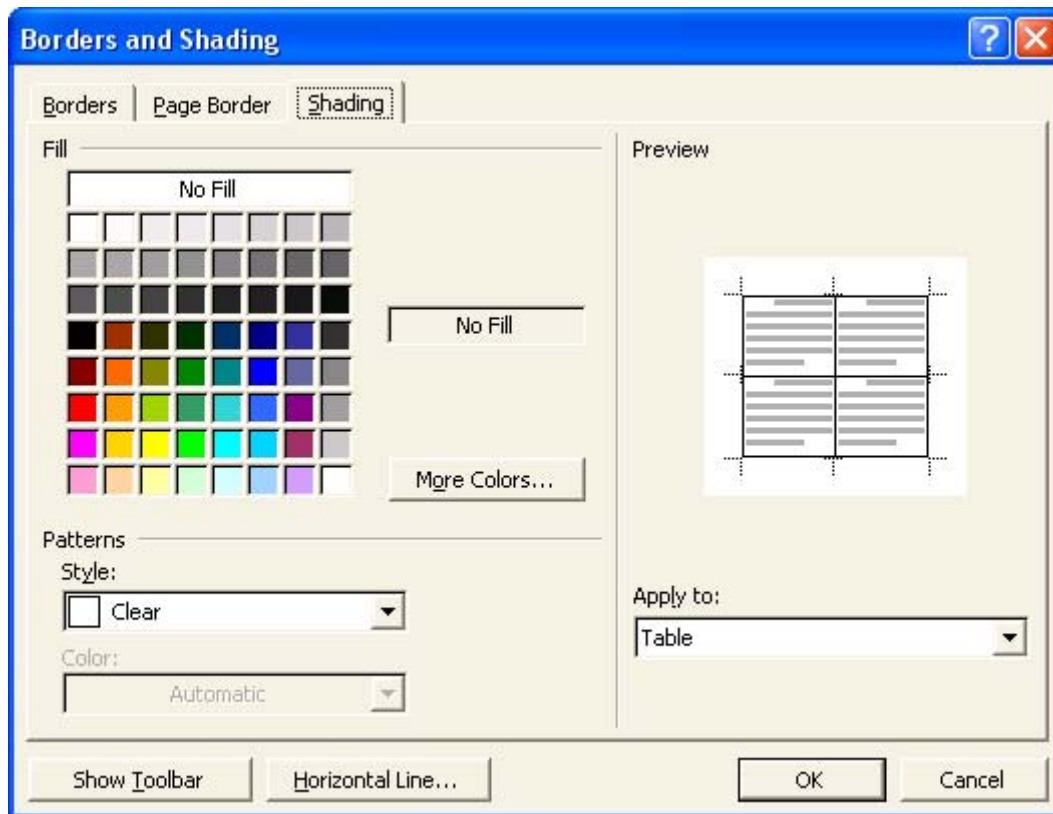 Borders and Shading
Borders
Page Border
Shading
Fill
Preview
No Fill
No Fill
More Colors...
Patterns
Style:
Clear
Apply to:
Table
Color:
Automatic
Show Toolbar
Horizontal Line...
OK
Cancel